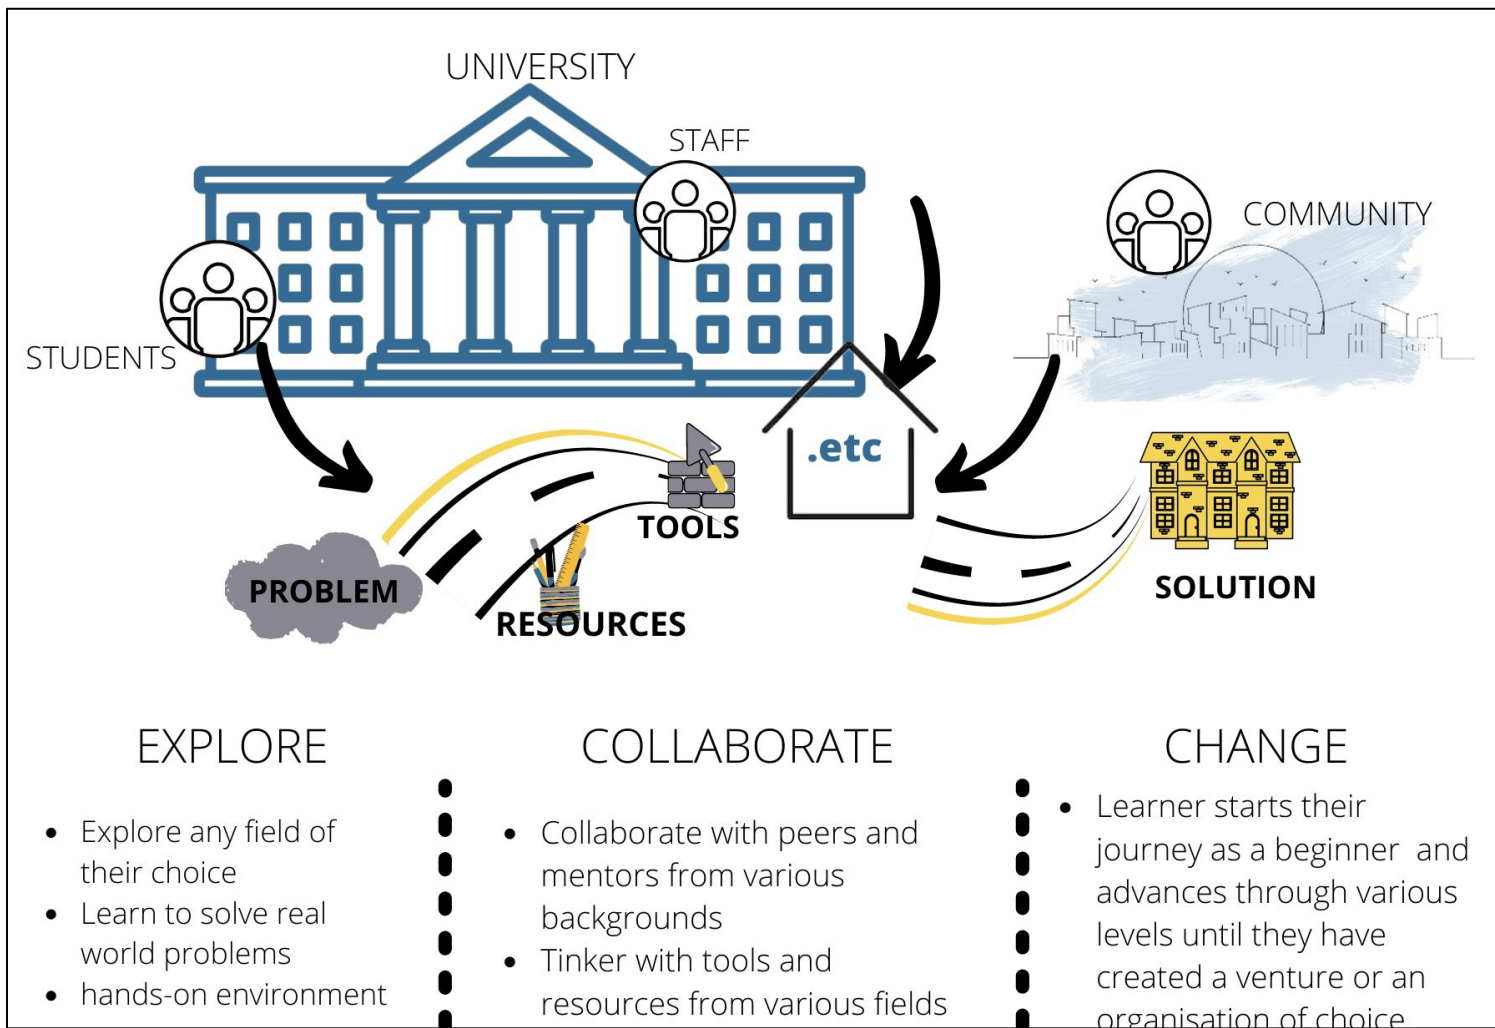 UNIVERSITY
STAFF
COMMUNITY
STUDENTS
.etc
TOOLS
PROBLEM
RESOURCES
SOLUTION
EXPLORE
• Explore any field of
their choice
• Learn to solve real
world problems
• hands-on environment
COLLABORATE
• Collaborate with peers and
mentors from various
backgrounds
• Tinker with tools and
resources from various fields
CHANGE
• Learner starts their
journey as a beginner and
advances through various
levels until they have
created a venture or an
organisation of choice